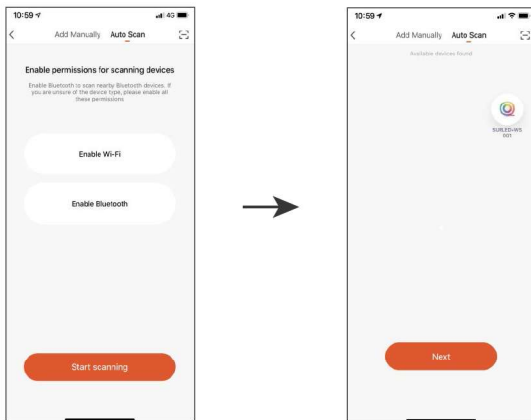 10:59
4G
Add Manually Auto Scan
Enable permissions for scanning devices
Enable Bluetooth to scan nearby Bluetooth devices. If
you are unsure of the device type, please enable all
these permissions
Enable Wi-Fi
Enable Bluetooth
Start scanning
10:59
Add Manually Auto Scan
Available devices found
SURLED+WS
001
Next